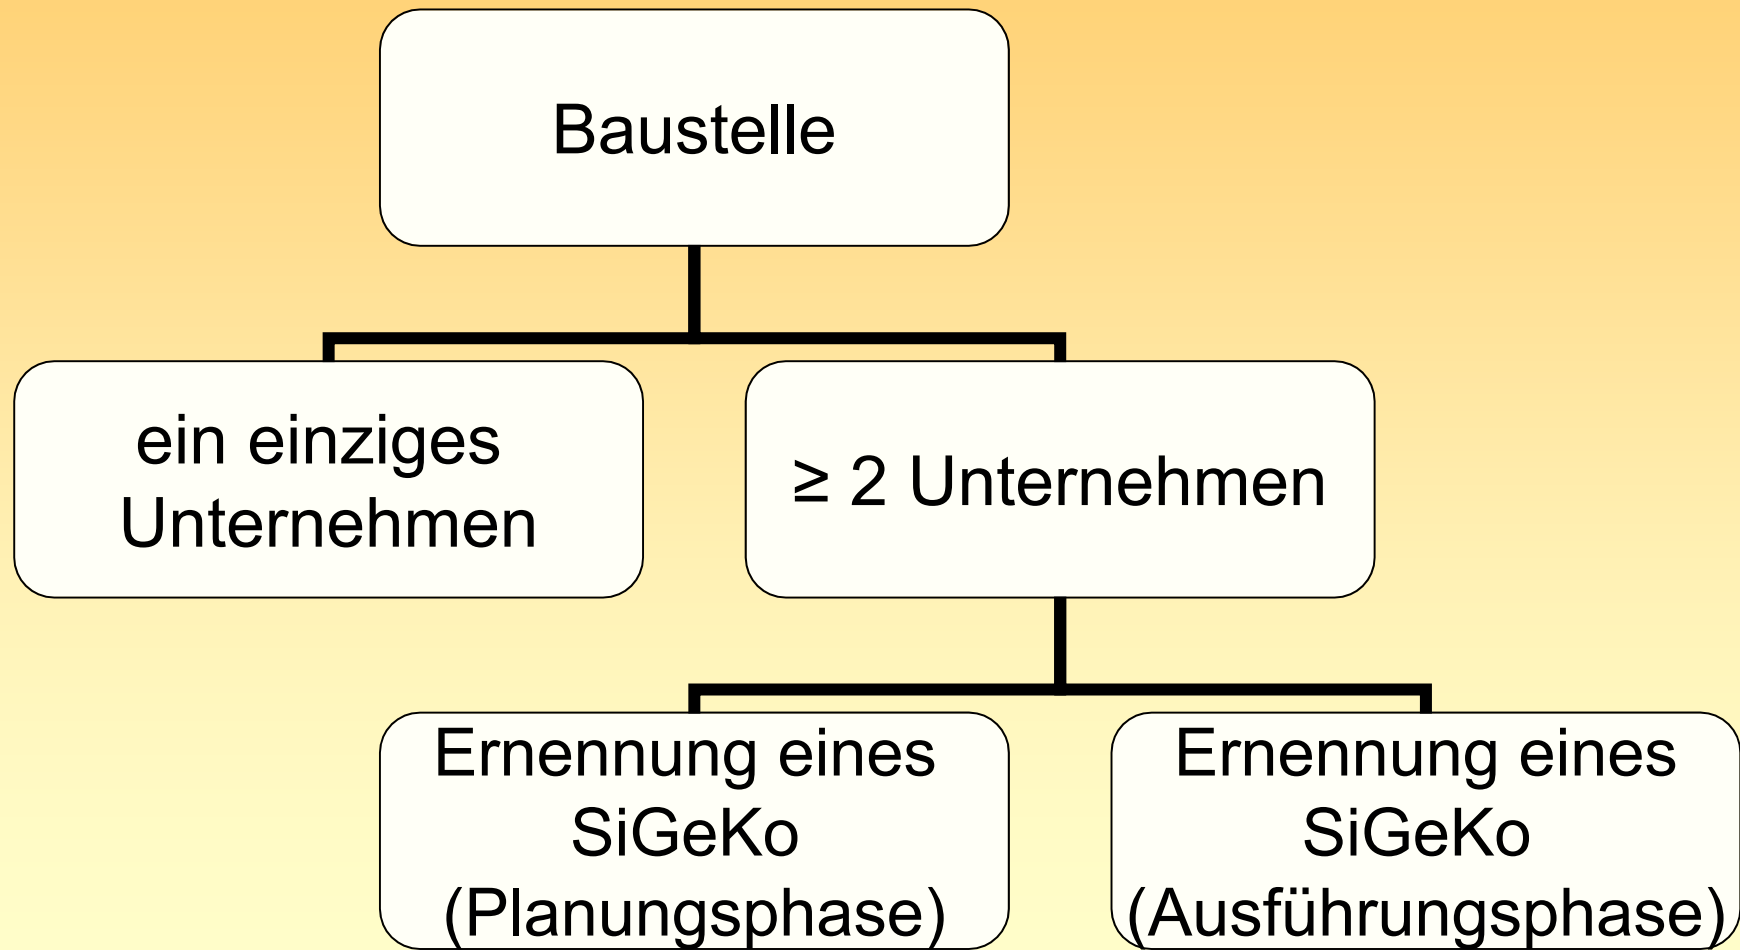 Baustelle
ein einziges
Unternehmen
≥ 2 Unternehmen
Ernennung eines
SiGeKo
(Planungsphase)
Ernennung eines
SiGeKo
(Ausführungsphase)